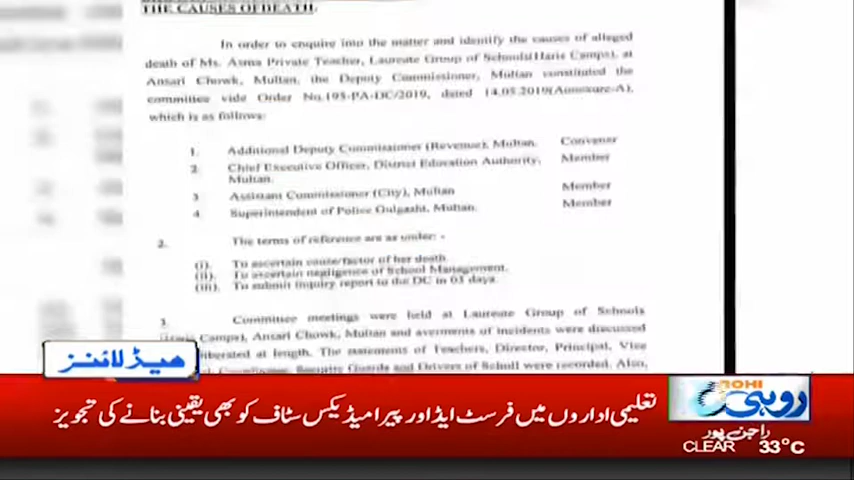 THE CAUSES OF DEATH.
In order to enquire into the matter and identify the causes of alleged
death of Ms. Asma Private Teacher, Laureate Group of Schools(Haris Camps), at
Ansari Chowk, Multan, the Deputy Commissioner, Multan constituted the
committee vide Order No.195-PA-DC/2019, dated 14.05.2019(Annexure-A),
which is as follows:
1. Additional Deputy Commissioner (Revenue), Multan. Convener
2. Chief Executive Officer, District Education Authority, Member
Multan.
3 Assistant Commissioner (City), Multan Member
4 Superintendent of Police Gulgasht, Multan. Member
2. The terms of reference are as under: -
(i). To ascertain cause/factor of her death.
(ii). To ascertain negligence of School Management.
(iii). To submit inquiry report to the DC in 03 days.
3. Committee meetings were held at Laureate Group of Schools
Camps), Ansari Chowk, Multan and averments of incidents were discussed
at length. The statements of Teachers, Director, Principal, Vice
Security Guards and Drivers of Schull were recorded. Also,
ہیڈلائنز
تعلیمی اداروں میں فرسٹ ایڈ اور پیرامیڈیکس سٹاف کو بھی یقینی بنانے کی تجویز
ROHI
روہی
راجن پور
CLEAR 33°C